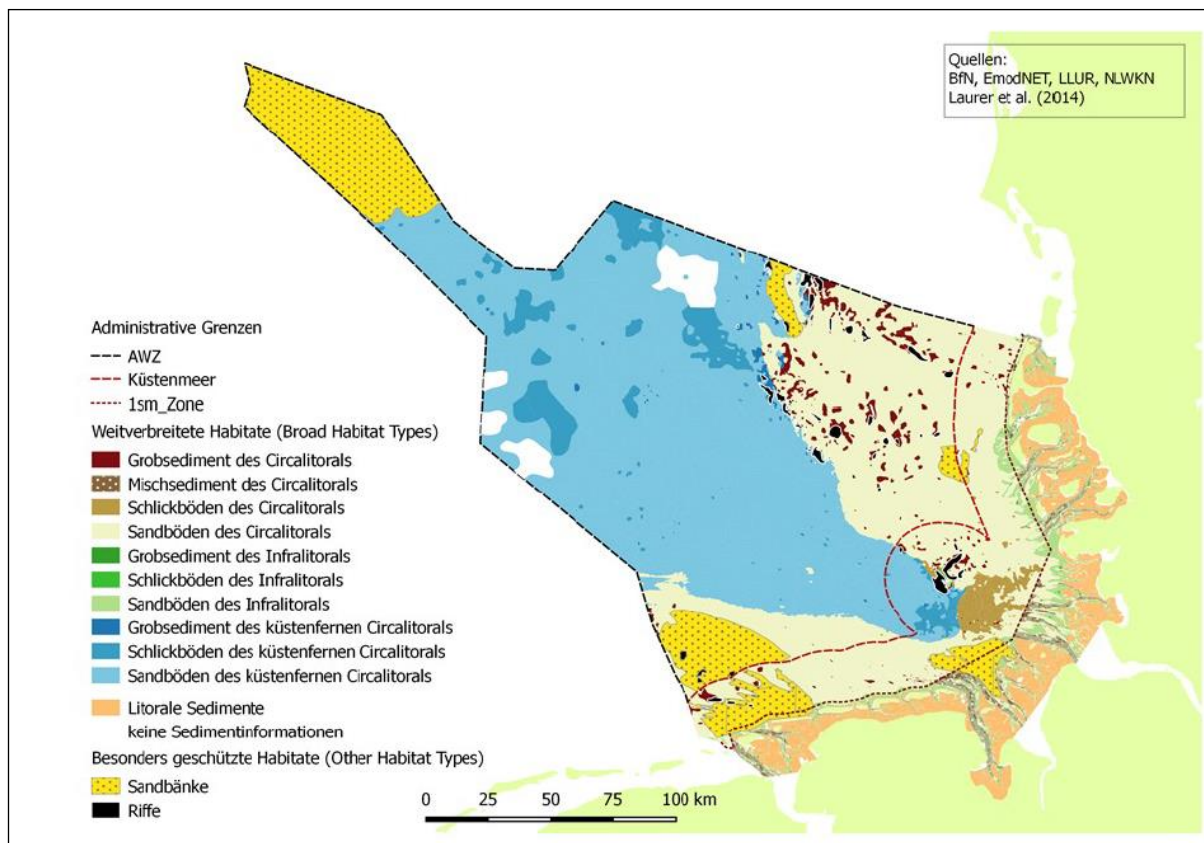 Quellen:
BfN, EmodNET, LLUR, NLWKN
Laurer et al. (2014)
Administrative Grenzen
AWZ
Küstenmeer
1sm_Zone
Weitverbreitete Habitate (Broad Habitat Types)
Grobsediment des Circalitorals
Mischsediment des Circalitorals
Schlickböden des Circalitorals
Sandböden des Circalitorals
Grobsediment des Infralitorals
Schlickböden des Infralitorals
Sandböden des Infralitorals
Grobsediment des küstenfernen Circalitorals
Schlickböden des küstenfernen Circalitorals
Sandböden des küstenfernen Circalitorals
Litorale Sedimente
keine Sedimentinformationen
Besonders geschützte Habitate (Other Habitat Types)
Sandbänke
Riffe
0 25 50 75 100 km